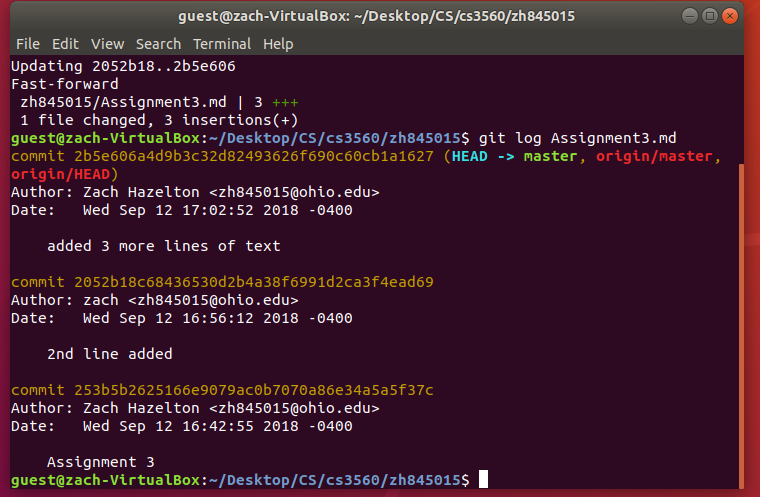 guest@zach-VirtualBox: ~/Desktop/CS/cs3560/zh845015
File Edit View Search Terminal Help
Updating 2052b18..2b5e606
Fast-forward
 zh845015/Assignment3.md | 3 +++
 1 file changed, 3 insertions(+)
guest@zach-VirtualBox:~/Desktop/CS/cs3560/zh845015$ git log Assignment3.md
commit 2b5e606a4d9b3c32d82493626f690c60cb1a1627 (HEAD -> master, origin/master,
origin/HEAD)
Author: Zach Hazelton <zh845015@ohio.edu>
Date:   Wed Sep 12 17:02:52 2018 -0400

    added 3 more lines of text

commit 2052b18c68436530d2b4a38f6991d2ca3f4ead69
Author: zach <zh845015@ohio.edu>
Date:   Wed Sep 12 16:56:12 2018 -0400

    2nd line added

commit 253b5b2625166e9079ac0b7070a86e34a5a5f37c
Author: Zach Hazelton <zh845015@ohio.edu>
Date:   Wed Sep 12 16:42:55 2018 -0400

    Assignment 3
guest@zach-VirtualBox:~/Desktop/CS/cs3560/zh845015$